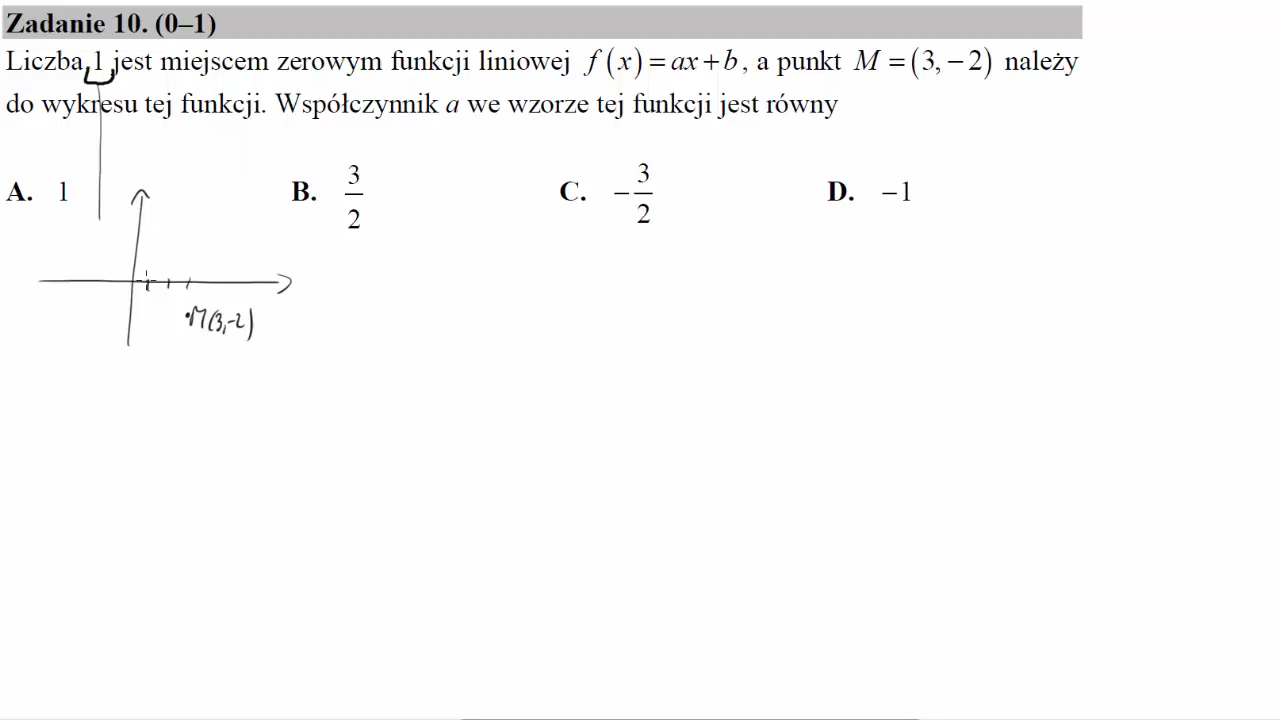 Zadanie 10. (0–1)
Liczba 1 jest miejscem zerowym funkcji liniowej f(x) = ax + b, a punkt M = (3, −2) należy
do wykresu tej funkcji. Współczynnik a we wzorze tej funkcji jest równy
A. 1 B. 3/2 C. −3/2 D. −1
M(3,-2)